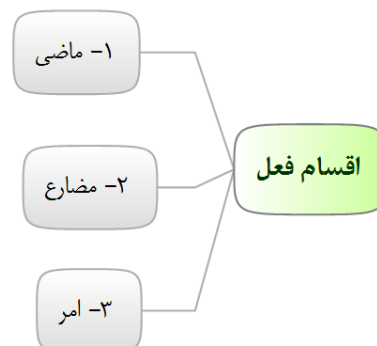 اقسام فعل
۱- ماضی
۲- مضارع
۳- امر